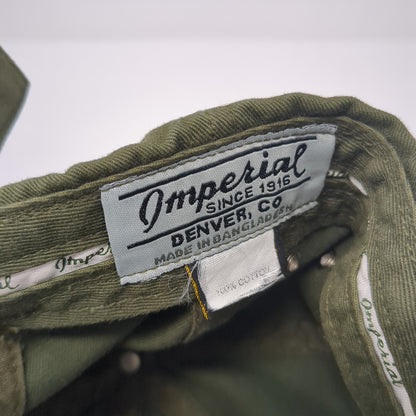 Imperial
SINCE 1916
DENVER, CO
MADE IN BANGLADESH
100% COTTON
Imperial
Imperial